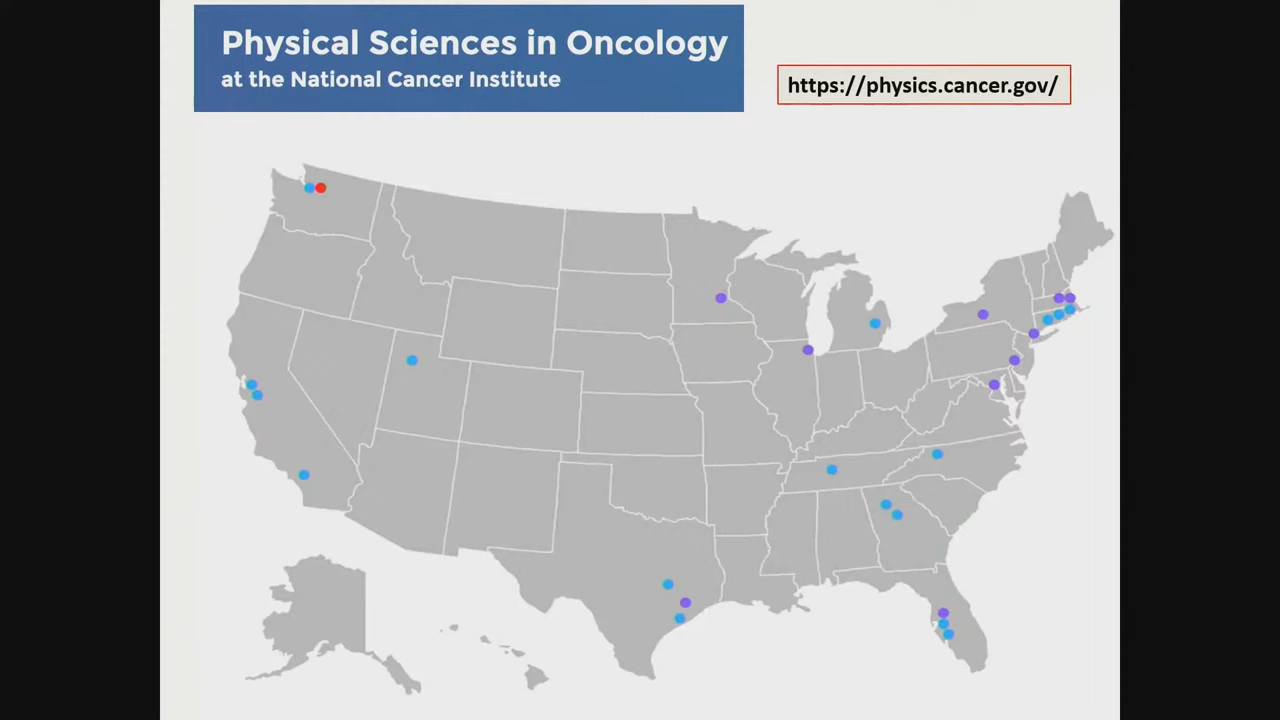 Physical Sciences in Oncology
at the National Cancer Institute
https://physics.cancer.gov/